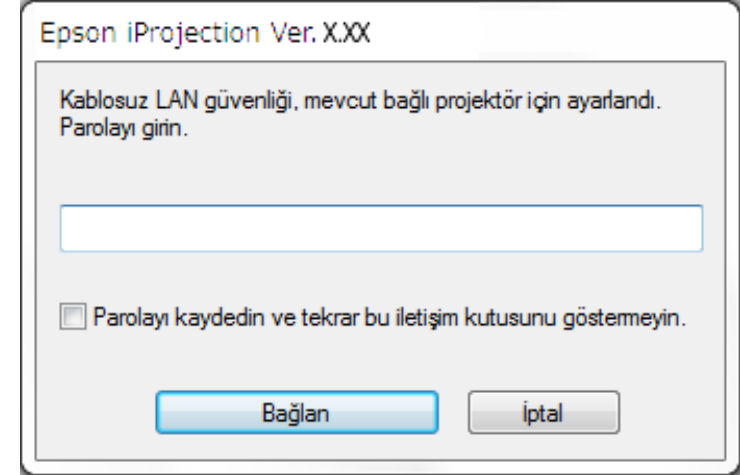 Epson iProjection Ver. X.XX
Kablosuz LAN güvenliği, mevcut bağlı projektör için ayarlandı.
Parolayı girin.
Parolayı kaydedin ve tekrar bu iletişim kutusunu göstermeyin.
Bağlan
İptal